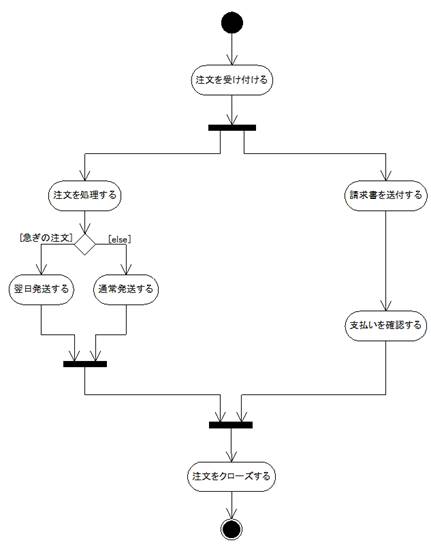 注文を受け付ける
注文を処理する
請求書を送付する
[急ぎの注文]
[else]
翌日発送する
通常発送する
支払いを確認する
注文をクローズする